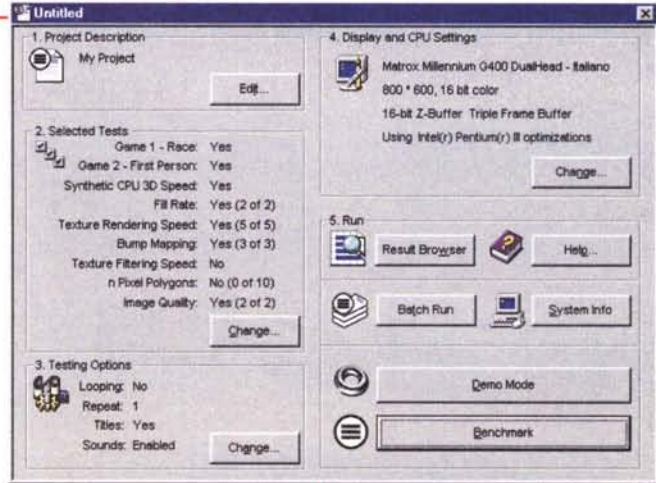 Untitled
1. Project Description
My Project
Edit...
2. Selected Tests
Game 1 - Race: Yes
Game 2 - First Person: Yes
Synthetic CPU 3D Speed: Yes
Fill Rate: Yes (2 of 2)
Texture Rendering Speed: Yes (5 of 5)
Bump Mapping: Yes (3 of 3)
Texture Filtering Speed: No
n Pixel Polygons: No (0 of 10)
Image Quality: Yes (2 of 2)
Change...
3. Testing Options
Looping: No
Repeat: 1
Titles: Yes
Sounds: Enabled
Change...
4. Display and CPU Settings
Matrox Millennium G400 DualHead - Italiano
800 * 600, 16 bit color
16-bit Z-Buffer Triple Frame Buffer
Using Intel(r) Pentium(r) III optimizations
Change...
5. Run
Result Browser
Help...
Batch Run
System Info
Demo Mode
Benchmark